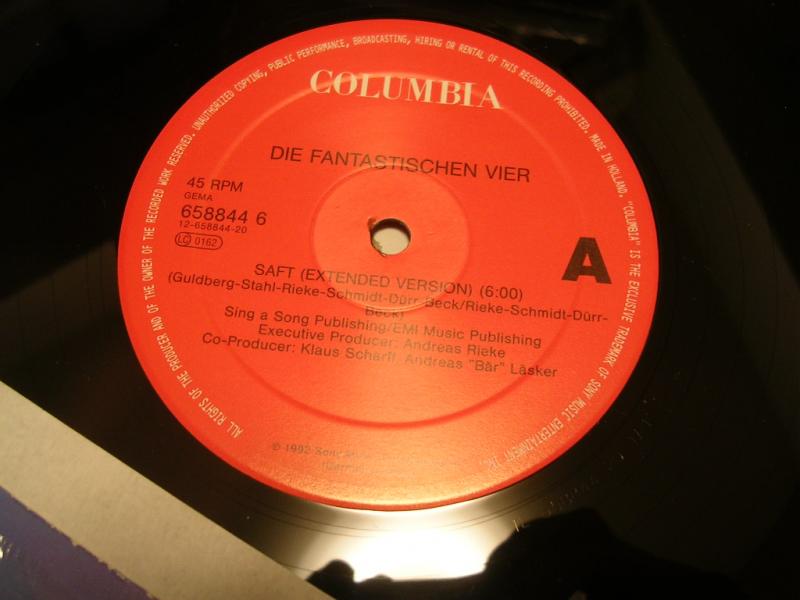 ALL RIGHTS OF THE PRODUCER AND OF THE OWNER OF THE RECORDED WORK RESERVED. UNAUTHORIZED COPYING, PUBLIC PERFORMANCE, BROADCASTING, HIRING OR RENTAL OF THIS RECORDING PROHIBITED. MADE IN HOLLAND. "COLUMBIA" IS THE EXCLUSIVE TRADEMARK OF SONY MUSIC ENTERTAINMENT INC.
COLUMBIA
DIE FANTASTISCHEN VIER
45 RPM
GEMA
658844 6
12-658844-20
LC 0162
A
SAFT (EXTENDED VERSION) (6:00)
(Guldberg-Stahl-Rieke-Schmidt-Dürr Beck/Rieke-Schmidt-Dürr-
Beck)
Sing a Song Publishing/EMI Music Publishing
Executive Producer: Andreas Rieke
Co-Producer: Klaus Scharff, Andreas "Bär" Läsker
© 1992 Sony